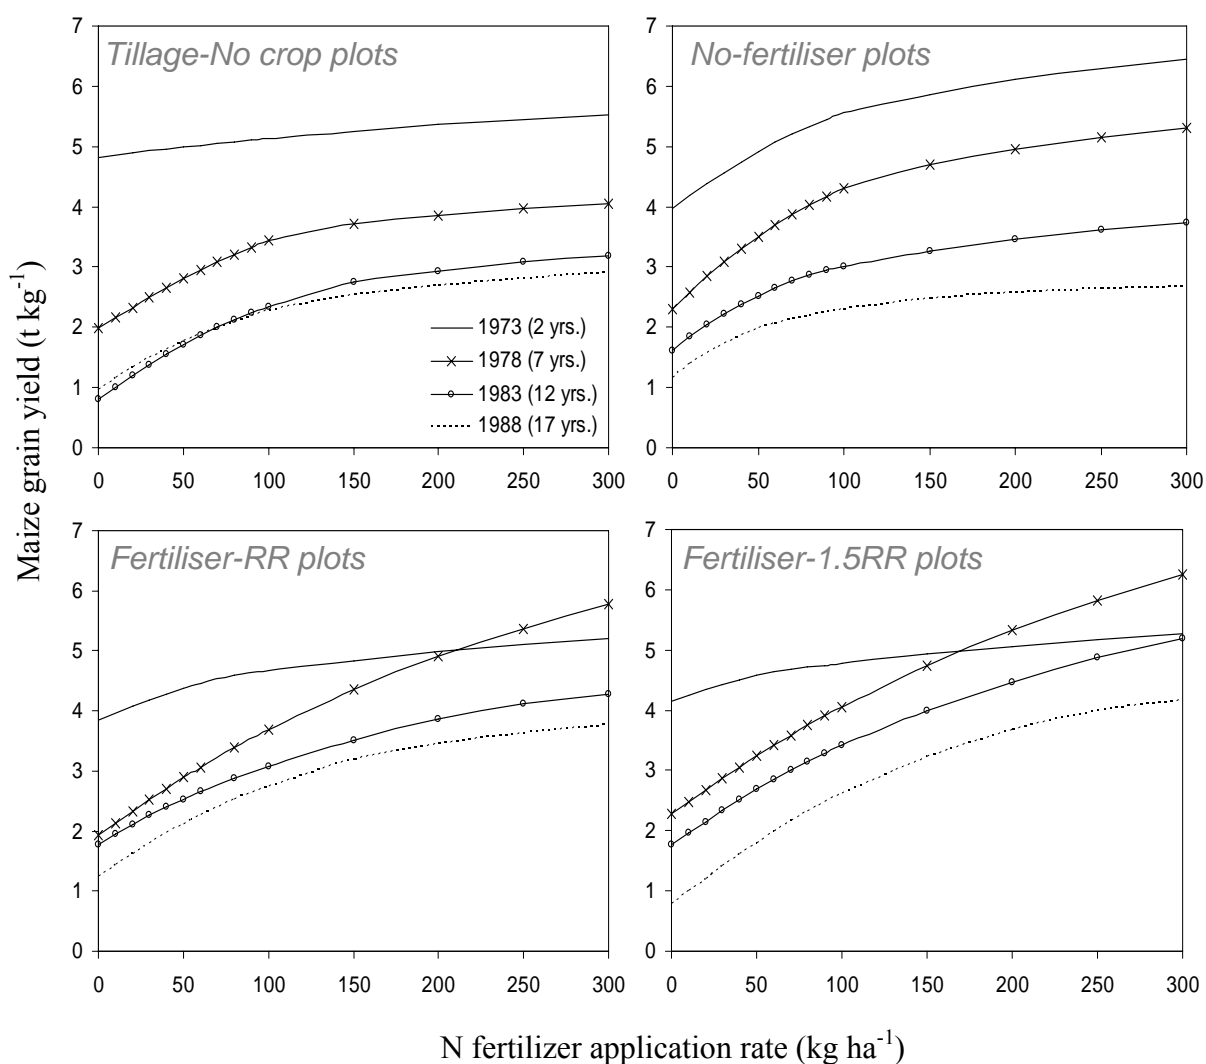 Maize grain yield (t kg⁻¹)
Tillage-No crop plots
7
6
5
4
3
2
1
0
0 50 100 150 200 250 300
1973 (2 yrs.)
1978 (7 yrs.)
1983 (12 yrs.)
1988 (17 yrs.)
No-fertiliser plots
7
6
5
4
3
2
1
0
0 50 100 150 200 250 300
Fertiliser-RR plots
7
6
5
4
3
2
1
0
0 50 100 150 200 250 300
Fertiliser-1.5RR plots
7
6
5
4
3
2
1
0
0 50 100 150 200 250 300
N fertilizer application rate (kg ha⁻¹)